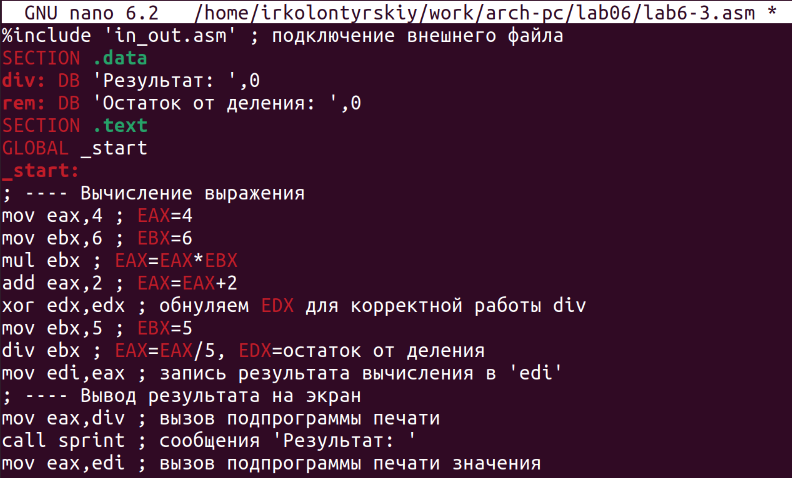 GNU nano 6.2 /home/irkolontyrskiy/work/arch-pc/lab06/lab6-3.asm *
%include 'in_out.asm' ; подключение внешнего файла
SECTION .data
div: DB 'Результат: ',0
rem: DB 'Остаток от деления: ',0
SECTION .text
GLOBAL _start
_start:
; ---- Вычисление выражения
mov eax,4 ; EAX=4
mov ebx,6 ; EBX=6
mul ebx ; EAX=EAX*EBX
add eax,2 ; EAX=EAX+2
xor edx,edx ; обнуляем EDX для корректной работы div
mov ebx,5 ; EBX=5
div ebx ; EAX=EAX/5, EDX=остаток от деления
mov edi,eax ; запись результата вычисления в 'edi'
; ---- Вывод результата на экран
mov eax,div ; вызов подпрограммы печати
call sprint ; сообщения 'Результат: '
mov eax,edi ; вызов подпрограммы печати значения